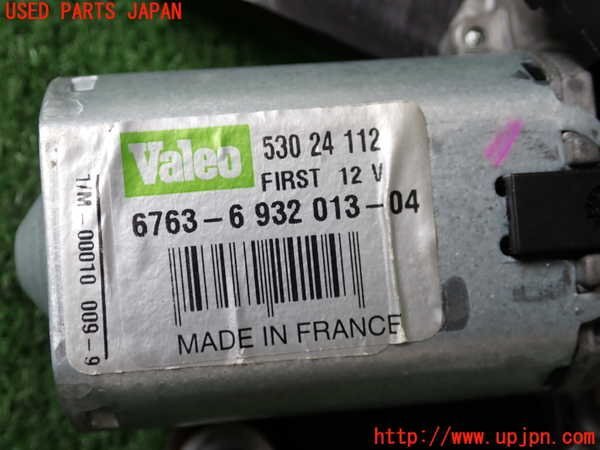 USED PARTS JAPAN
Valeo
530 24 112
FIRST 12 V
6763-6 932 013-04
MADE IN FRANCE
http://www.upjpn.com/